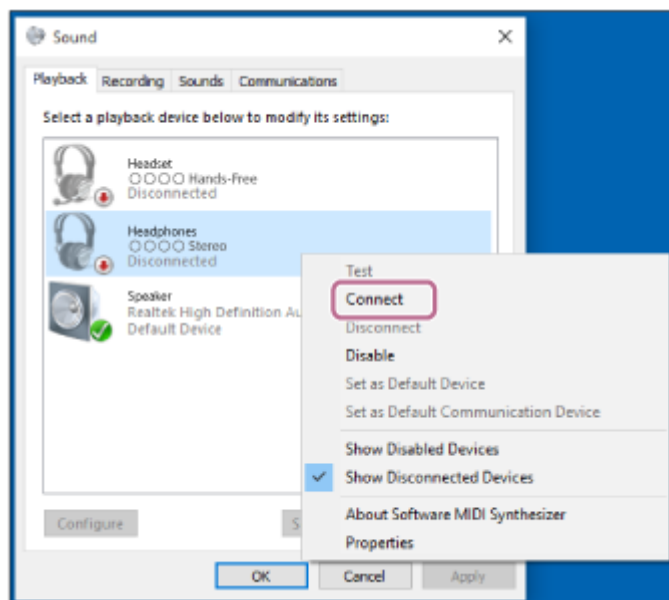 Sound
Playback Recording Sounds Communications
Select a playback device below to modify its settings:
Headset
○○○○ Hands-Free
Disconnected
Headphones
○○○○ Stereo
Disconnected
Speaker
Realtek High Definition Au
Default Device
Test
Connect
Disconnect
Disable
Set as Default Device
Set as Default Communication Device
Show Disabled Devices
Show Disconnected Devices
About Software MIDI Synthesizer
Properties
Configure S
OK Cancel Apply